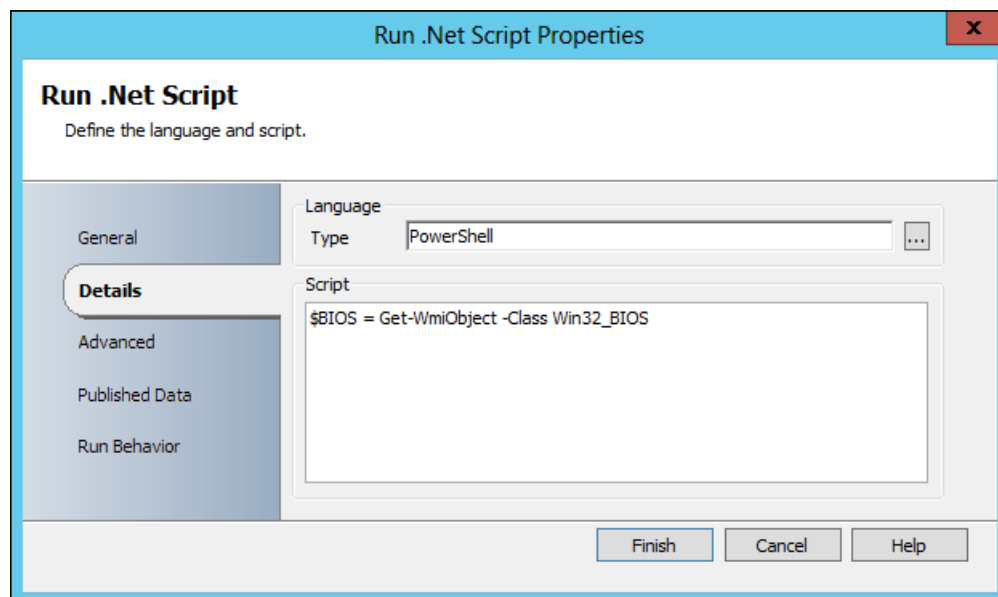 Run .Net Script Properties
x
Run .Net Script
Define the language and script.
General
Details
Advanced
Published Data
Run Behavior
Language
Type PowerShell ...
Script
$BIOS = Get-WmiObject -Class Win32_BIOS
Finish Cancel Help